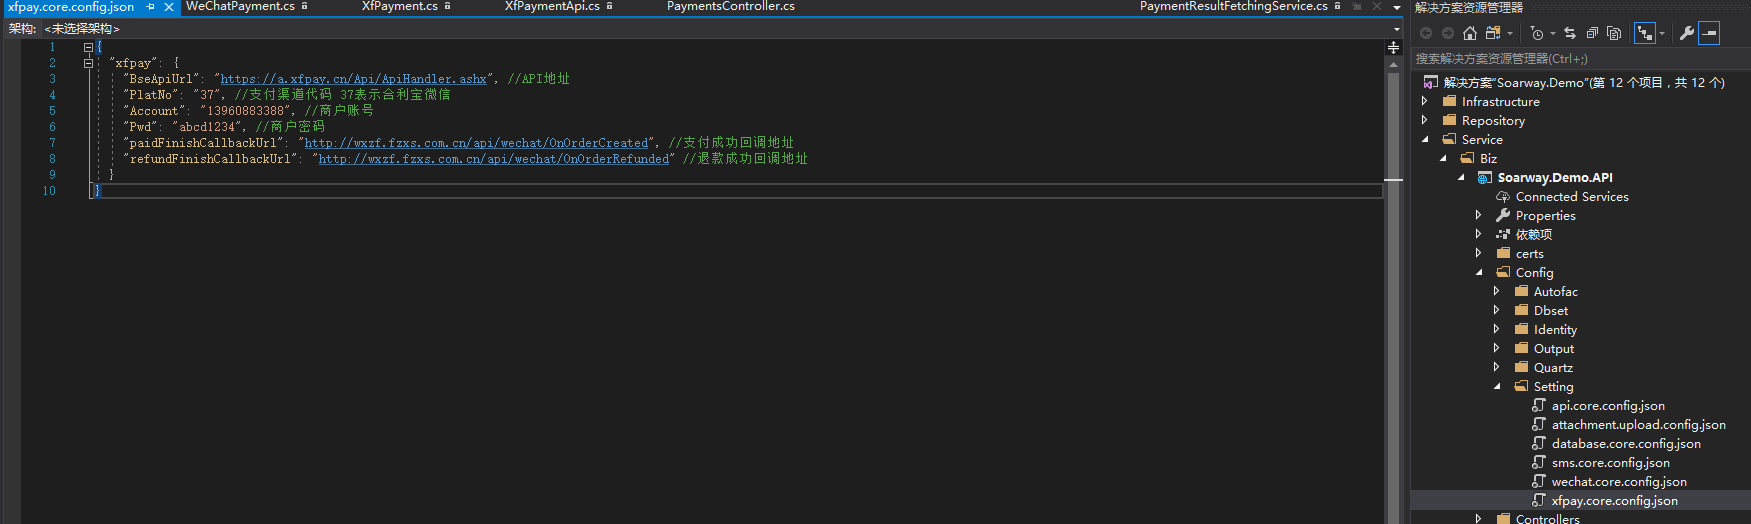 xfpay.core.config.json
WeChatPayment.cs
XfPayment.cs
XfPaymentApi.cs
PaymentsController.cs
PaymentResultFetchingService.cs
架构: <未选择架构>
1 {
2 "xfpay": {
3 "BseApiUrl": "https://a.xfpay.cn/Api/ApiHandler.ashx", //API地址
4 "PlatNo": "37", //支付渠道代码 37表示合利宝微信
5 "Account": "13960883388", //商户账号
6 "Pwd": "abcd1234", //商户密码
7 "paidFinishCallbackUrl": "http://wxzf.fzxs.com.cn/api/wechat/OnOrderCreated", //支付成功回调地址
8 "refundFinishCallbackUrl": "http://wxzf.fzxs.com.cn/api/wechat/OnOrderRefunded" //退款成功回调地址
9 }
10 }
解决方案资源管理器
搜索解决方案资源管理器(Ctrl+;)
解决方案"Soarway.Demo"(第 12 个项目，共 12 个)
Infrastructure
Repository
Service
Biz
Soarway.Demo.API
Connected Services
Properties
依赖项
certs
Config
Autofac
Dbset
Identity
Output
Quartz
Setting
api.core.config.json
attachment.upload.config.json
database.core.config.json
sms.core.config.json
wechat.core.config.json
xfpay.core.config.json
Controllers